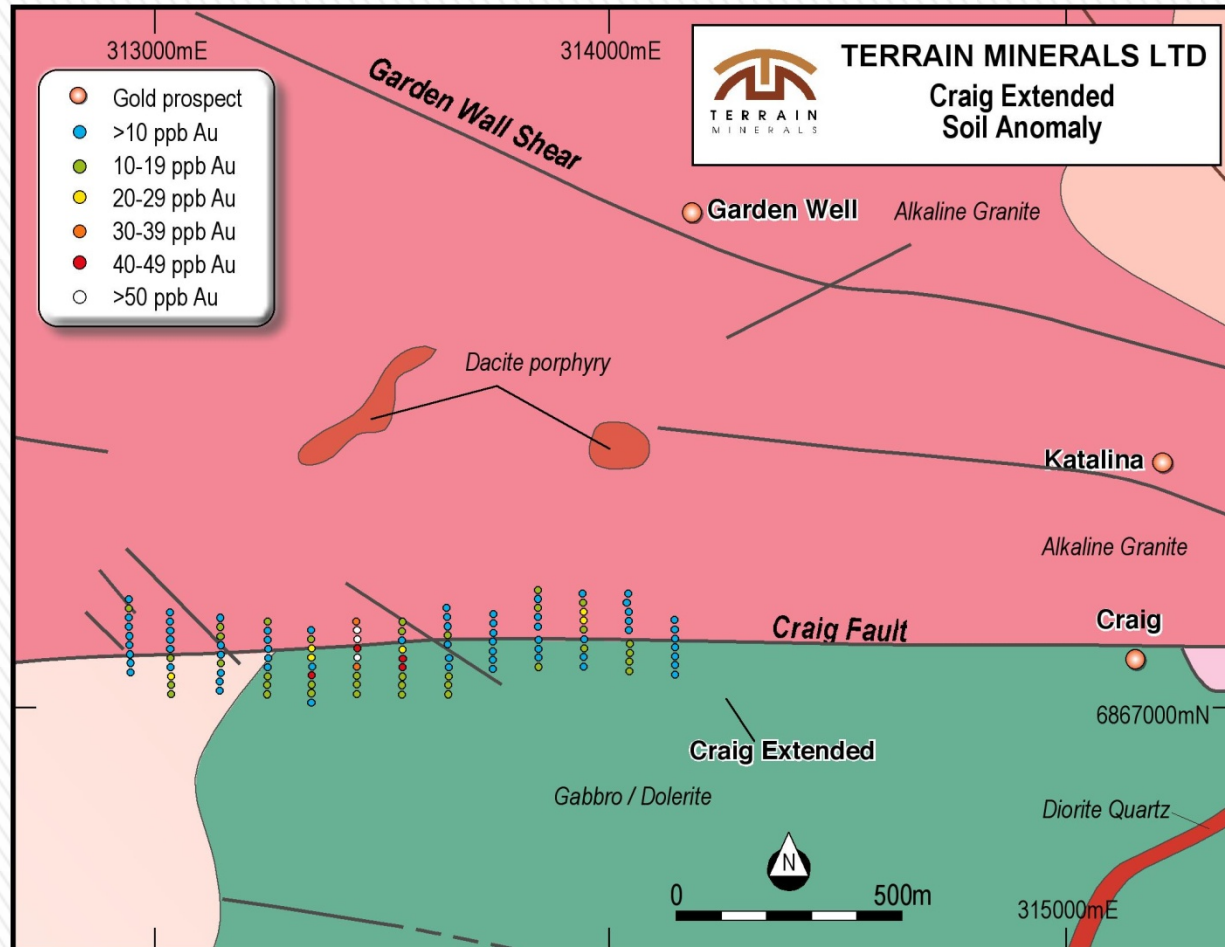 313000mE
314000mE
TERRAIN MINERALS LTD
Craig Extended
Soil Anomaly
TERRAIN
MINERALS
Gold prospect
>10 ppb Au
10-19 ppb Au
20-29 ppb Au
30-39 ppb Au
40-49 ppb Au
>50 ppb Au
Garden Wall Shear
Garden Well
Alkaline Granite
Dacite porphyry
Katalina
Alkaline Granite
Craig
Craig Fault
6867000mN
Craig Extended
Gabbro / Dolerite
Diorite Quartz
N
0 500m
315000mE